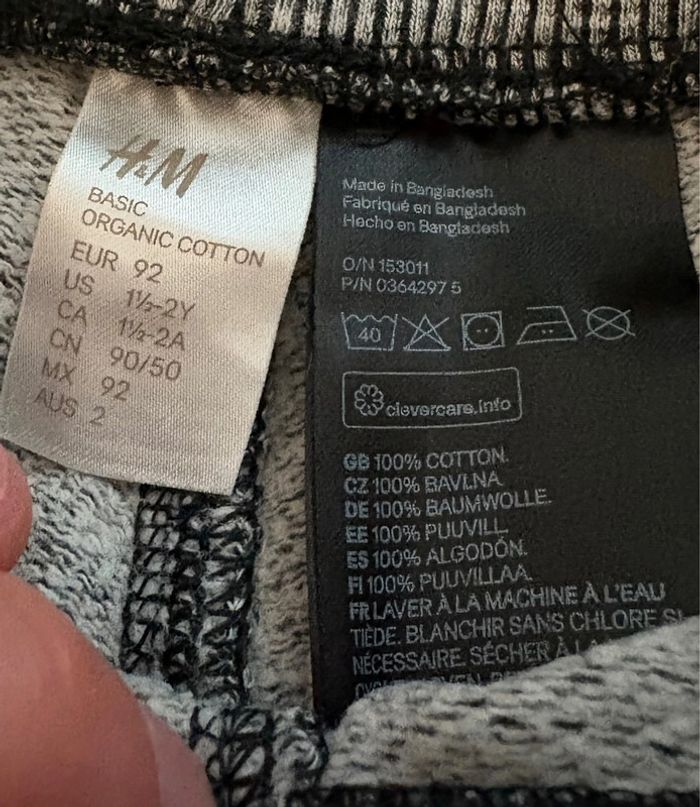 H&M
BASIC
ORGANIC COTTON
EUR 92
US 1½-2Y
CA 1½-2A
CN 90/50
MX 92
AUS 2
Made in Bangladesh
Fabriqué en Bangladesh
Hecho en Bangladesh
O/N 153011
P/N 0364297 5
40
clevercare.info
GB 100% COTTON.
CZ 100% BAVLNA.
DE 100% BAUMWOLLE.
EE 100% PUUVILL.
ES 100% ALGODÓN.
FI 100% PUUVILLAA.
FR LAVER À LA MACHINE À L'EAU
TIÈDE. BLANCHIR SANS CHLORE SI
NÉCESSAIRE. SÉCHER À